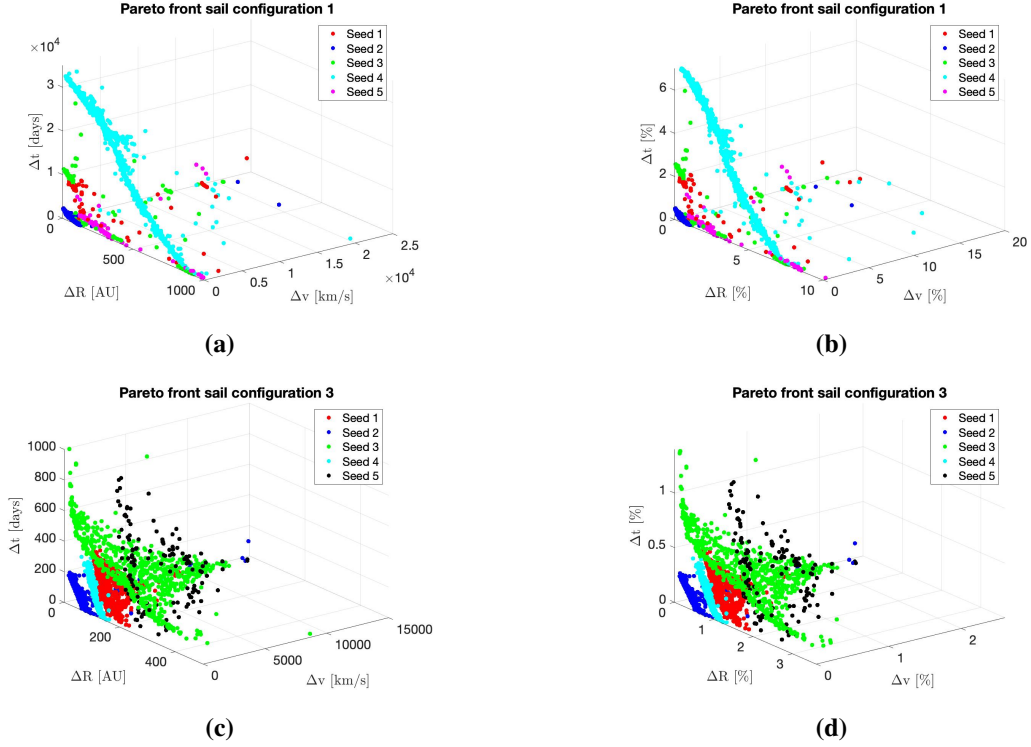 Pareto front sail configuration 1
×10⁴
Seed 1
Seed 2
Seed 3
Seed 4
Seed 5
3
2
1
0
Δt [days]
0
500
1000
ΔR [AU]
0
0.5
1
1.5
2
2.5
×10⁴
Δv [km/s]
(a)
Pareto front sail configuration 1
Seed 1
Seed 2
Seed 3
Seed 4
Seed 5
6
4
2
0
Δt [%]
0
5
10
ΔR [%]
0
5
10
15
20
Δv [%]
(b)
Pareto front sail configuration 3
Seed 1
Seed 2
Seed 3
Seed 4
Seed 5
1000
800
600
400
200
0
Δt [days]
0
200
400
ΔR [AU]
0
5000
10000
15000
Δv [km/s]
(c)
Pareto front sail configuration 3
Seed 1
Seed 2
Seed 3
Seed 4
Seed 5
1
0.5
0
Δt [%]
0
1
2
3
ΔR [%]
0
1
2
Δv [%]
(d)